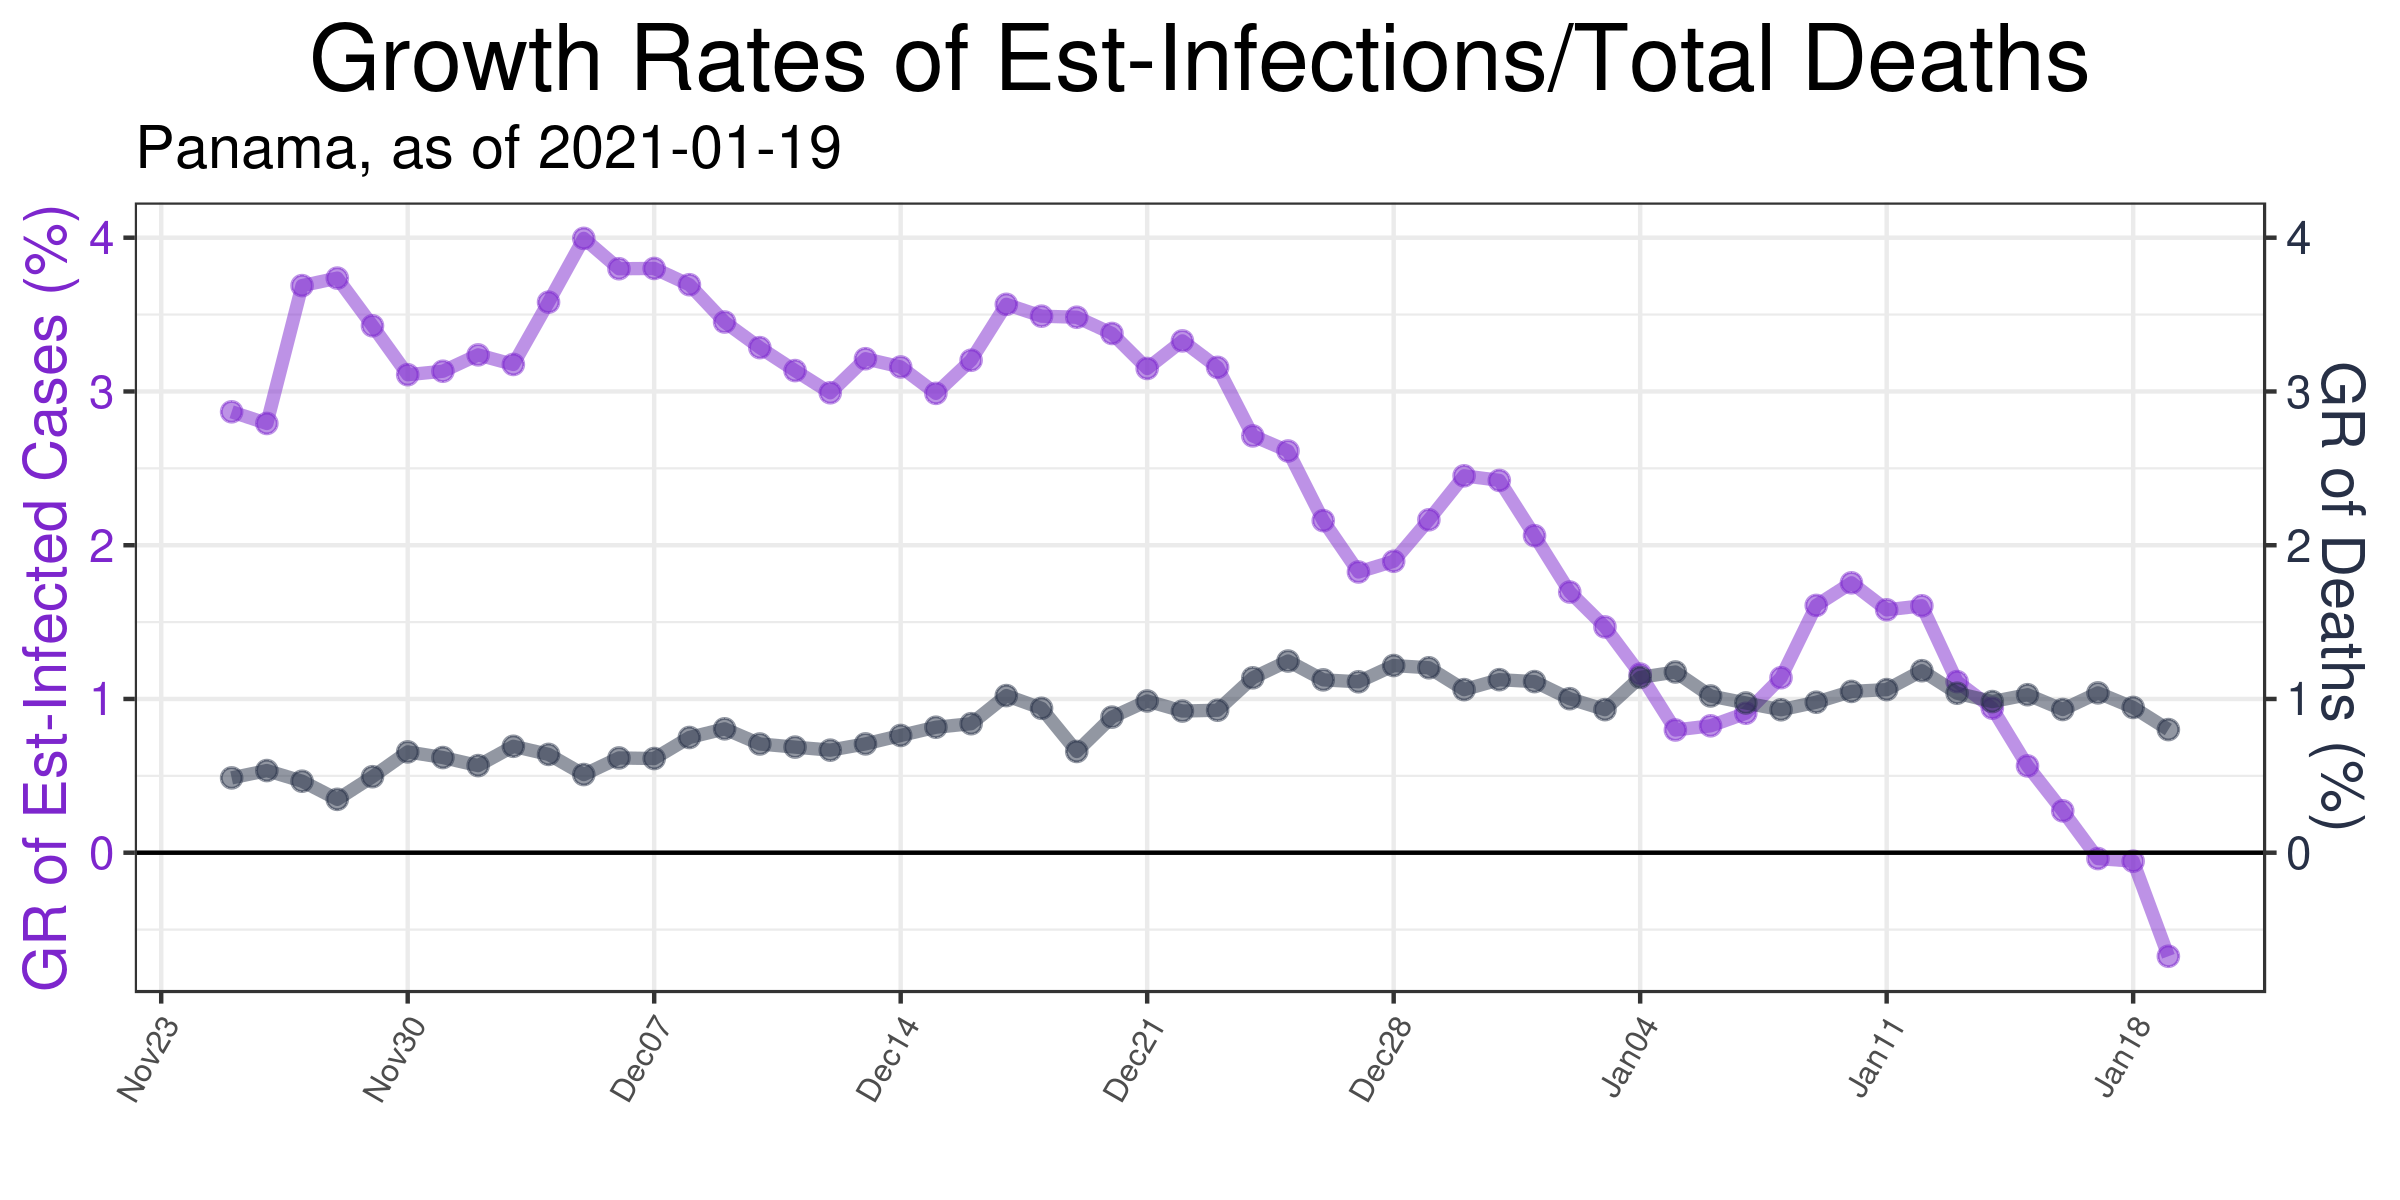 Growth Rates of Est-Infections/Total Deaths
Panama, as of 2021-01-19
GR of Est-Infected Cases (%)
4
3
2
1
0
4
3
2
1
0
GR of Deaths (%)
Nov23
Nov30
Dec07
Dec14
Dec21
Dec28
Jan04
Jan11
Jan18